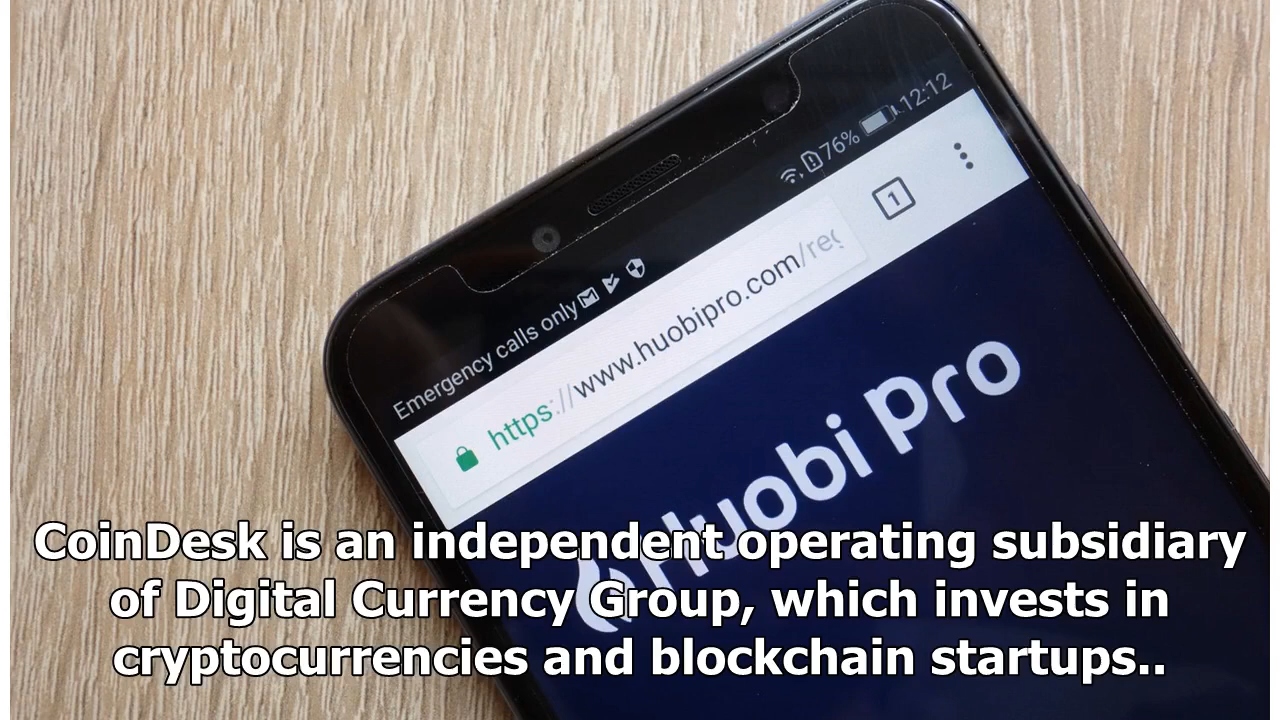 76% 12:12
Emergency calls only
1
https://www.huobipro.com/reg
Huobi Pro
CoinDesk is an independent operating subsidiary
of Digital Currency Group, which invests in
cryptocurrencies and blockchain startups..